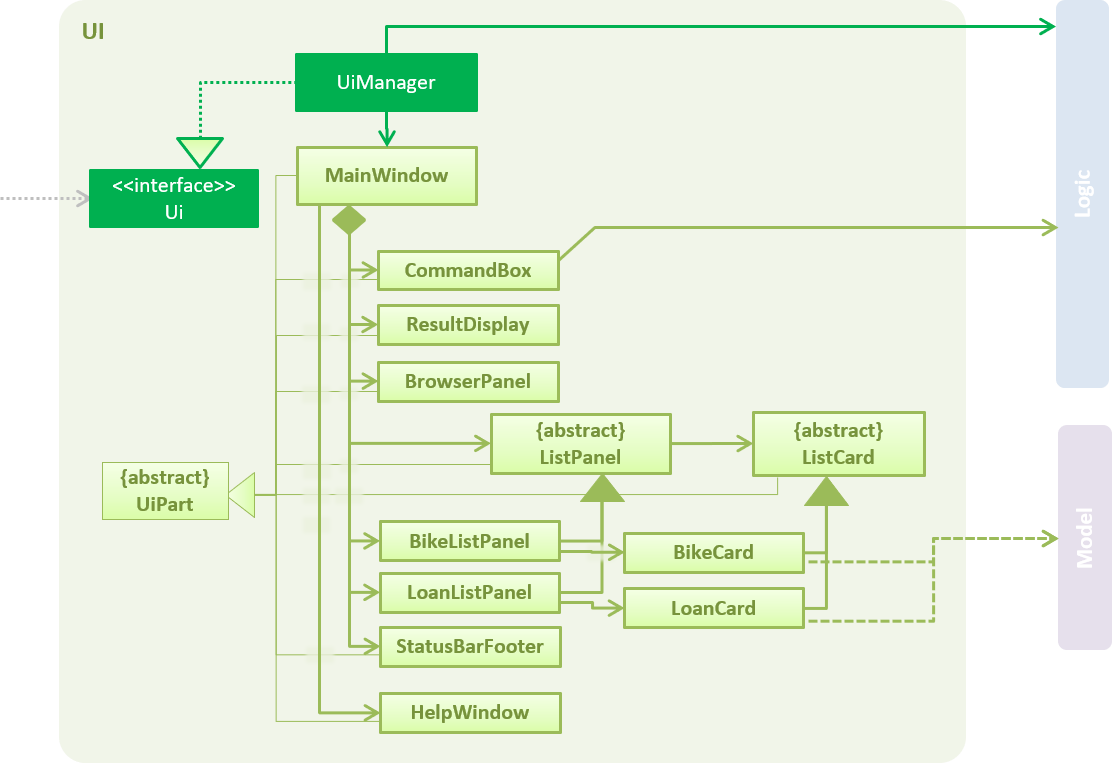 UI
UiManager
<<interface>>
Ui
MainWindow
Logic
CommandBox
ResultDisplay
BrowserPanel
{abstract}
ListPanel
{abstract}
ListCard
{abstract}
UiPart
BikeListPanel
BikeCard
Model
LoanListPanel
LoanCard
StatusBarFooter
HelpWindow